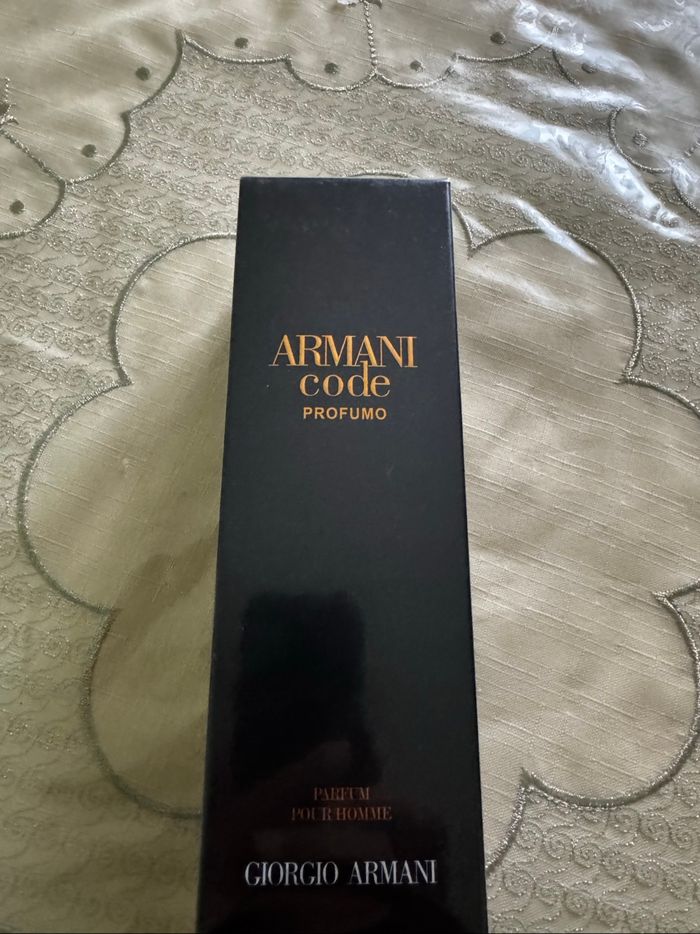 ARMANI
code
PROFUMO
PARFUM
POUR HOMME
GIORGIO ARMANI